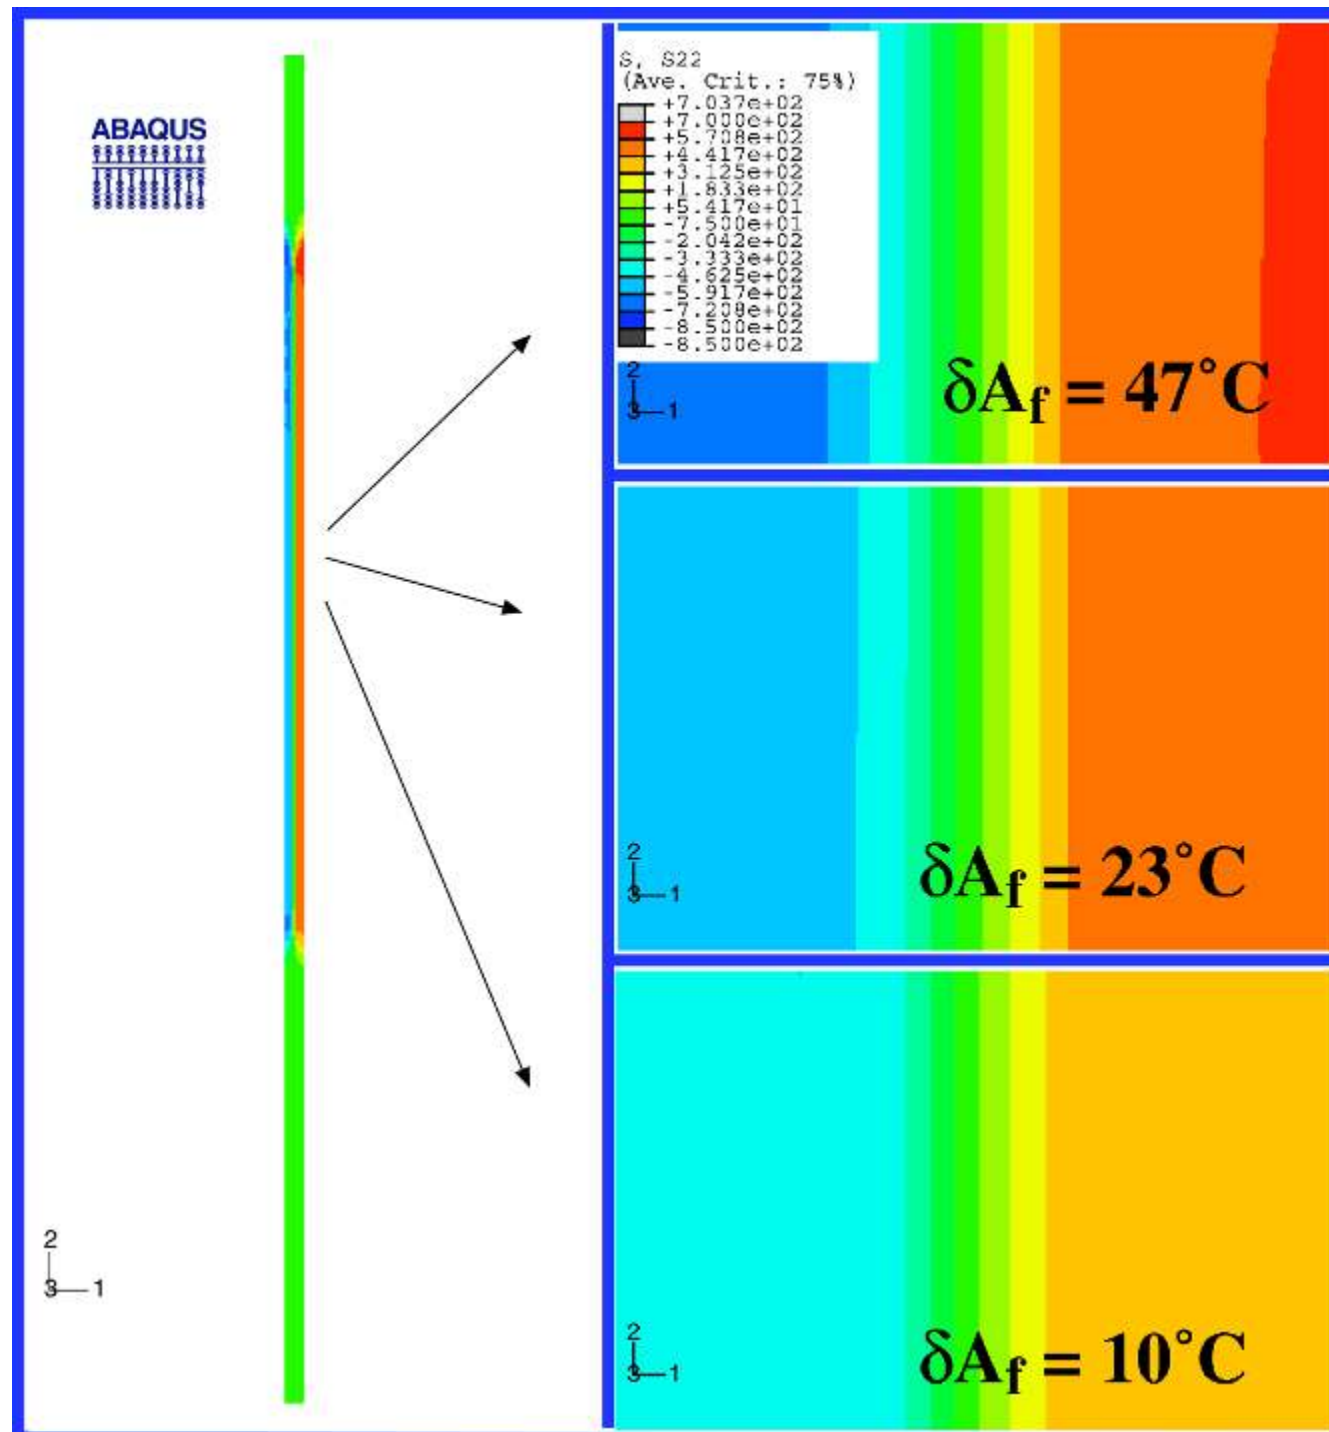 ABAQUS
2
3 1
S, S22
(Ave. Crit.: 75%)
+7.037e+02
+7.000e+02
+5.708e+02
+4.417e+02
+3.125e+02
+1.833e+02
+5.417e+01
-7.500e+01
-2.042e+02
-3.333e+02
-4.625e+02
-5.917e+02
-7.208e+02
-8.500e+02
-8.500e+02
2
3 1
δAf = 47°C
2
3 1
δAf = 23°C
2
3 1
δAf = 10°C